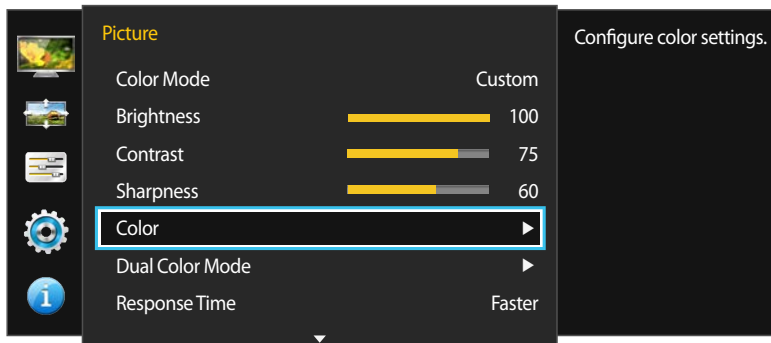 Picture
Color Mode Custom
Brightness 100
Contrast 75
Sharpness 60
Color
Dual Color Mode
Response Time Faster
Configure color settings.